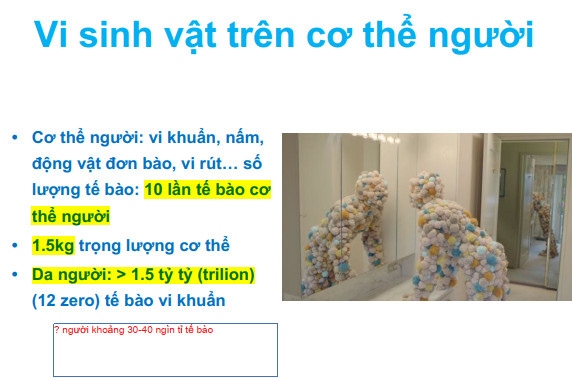 Vi sinh vật trên cơ thể người
• Cơ thể người: vi khuẩn, nấm,
động vật đơn bào, vi rút… số
lượng tế bào: 10 lần tế bào cơ
thể người
• 1.5kg trọng lượng cơ thể
• Da người: > 1.5 tỷ tỷ (trilion)
(12 zero) tế bào vi khuẩn
? người khoảng 30-40 ngìn tỉ tế bào